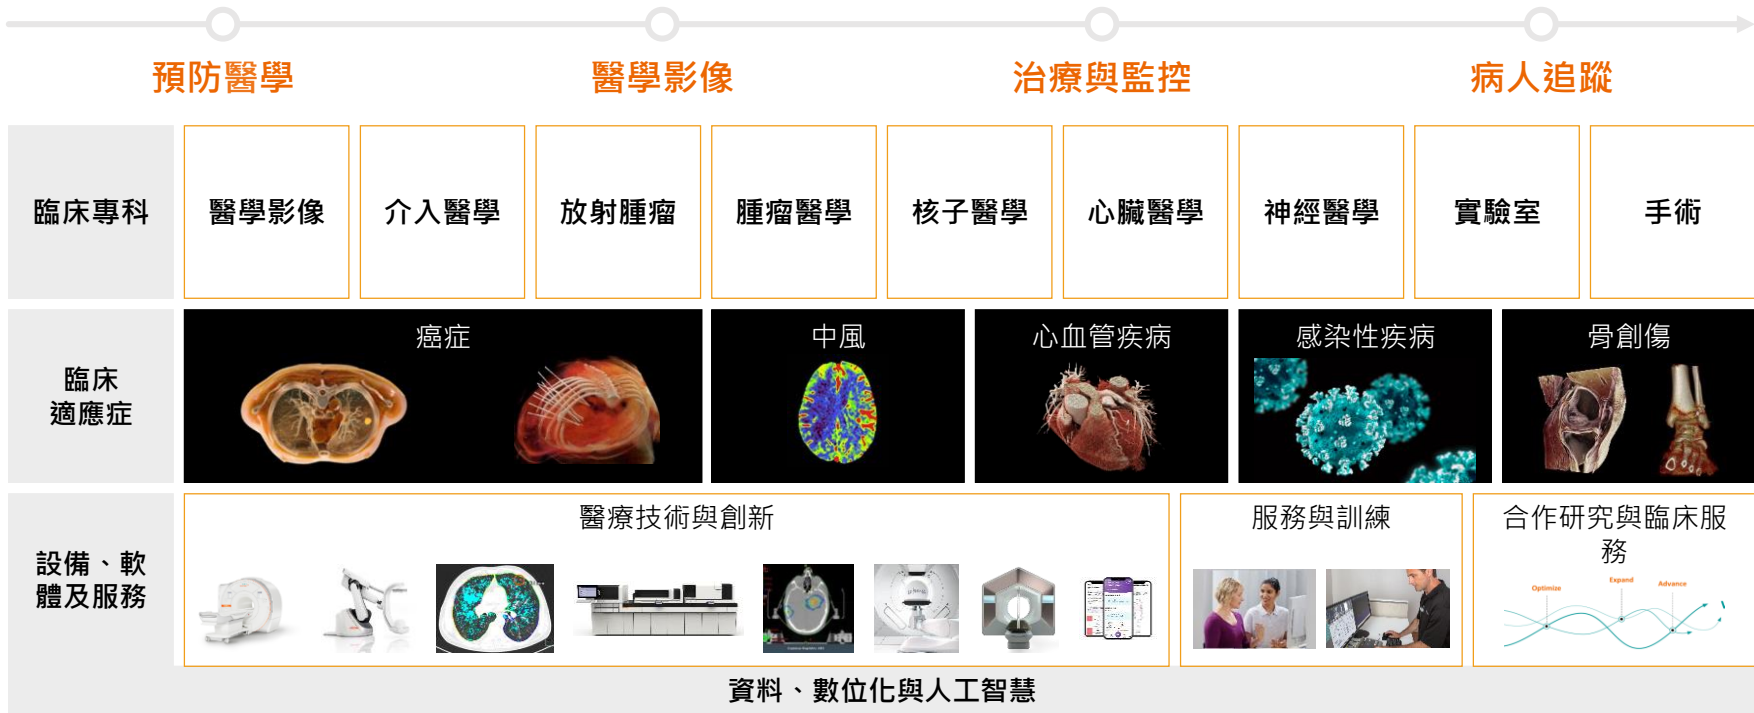 預防醫學
醫學影像
治療與監控
病人追蹤
臨床專科
醫學影像
介入醫學
放射腫瘤
腫瘤醫學
核子醫學
心臟醫學
神經醫學
實驗室
手術
臨床
適應症
癌症
中風
心血管疾病
感染性疾病
骨創傷
設備、軟
體及服務
醫療技術與創新
服務與訓練
合作研究與臨床服
務
Optimize
Expand
Advance
資料、數位化與人工智慧